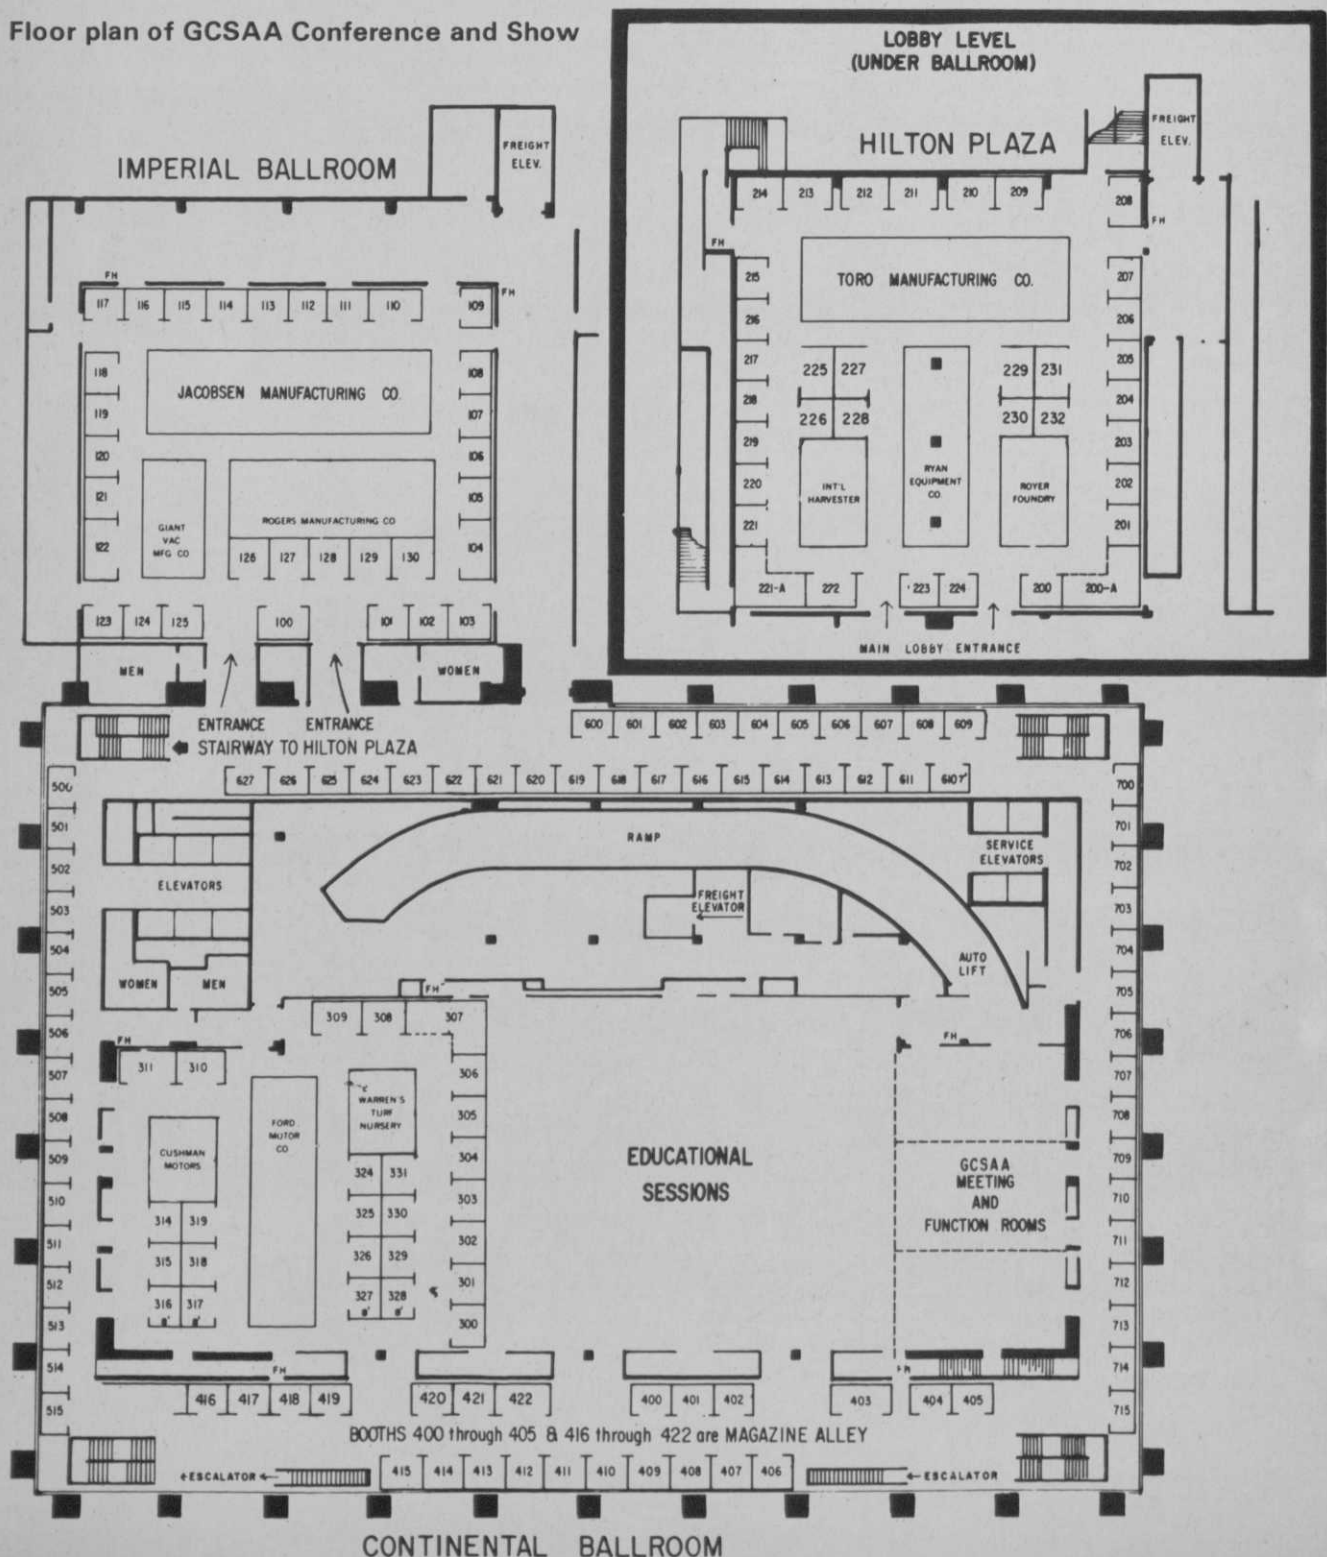 Floor plan of GCSAA Conference and Show
LOBBY LEVEL
(UNDER BALLROOM)
HILTON PLAZA
FREIGHT
ELEV.
214 213 212 211 210 209
208
FH
FH
215
216
217
218
219
220
221
TORO MANUFACTURING CO.
207
206
205
204
203
202
201
225 227
226 228
229 231
230 232
INT'L
HARVESTER
RYAN
EQUIPMENT
CO.
ROYER
FOUNDRY
221-A 272 223 224 200 200-A
MAIN LOBBY ENTRANCE
IMPERIAL BALLROOM
FREIGHT
ELEV.
FH
FH
117 116 115 114 113 112 111 110 109
118
119
120
121
122
JACOBSEN MANUFACTURING CO.
108
107
106
105
104
GIANT
VAC
MFG CO
ROGERS MANUFACTURING CO
126 127 128 129 130
123 124 125 100 101 102 103
MEN
WOMEN
ENTRANCE ENTRANCE
STAIRWAY TO HILTON PLAZA
600 601 602 603 604 605 606 607 608 609
627 626 625 624 623 622 621 620 619 618 617 616 615 614 613 612 611 610
500
501
502
503
504
505
506
507
508
509
510
511
512
513
514
515
700
701
702
703
704
705
706
707
708
709
710
711
712
713
714
715
RAMP
SERVICE
ELEVATORS
ELEVATORS
FREIGHT
ELEVATOR
WOMEN
MEN
AUTO
LIFT
FH
FH
FH
309 308 307
311 310
306
305
304
303
302
301
300
WARREN'S
TURF
NURSERY
FORD
MUTOR
CO
CUSHMAN
MOTORS
324 331
325 330
326 329
327 328
8' 8'
314 319
315 318
316 317
8' 8'
EDUCATIONAL
SESSIONS
GCSAA
MEETING
AND
FUNCTION ROOMS
FH
FH
416 417 418 419 420 421 422 400 401 402 403 404 405
BOOTHS 400 through 405 & 416 through 422 are MAGAZINE ALLEY
ESCALATOR
415 414 413 412 411 410 409 408 407 406
ESCALATOR
CONTINENTAL BALLROOM